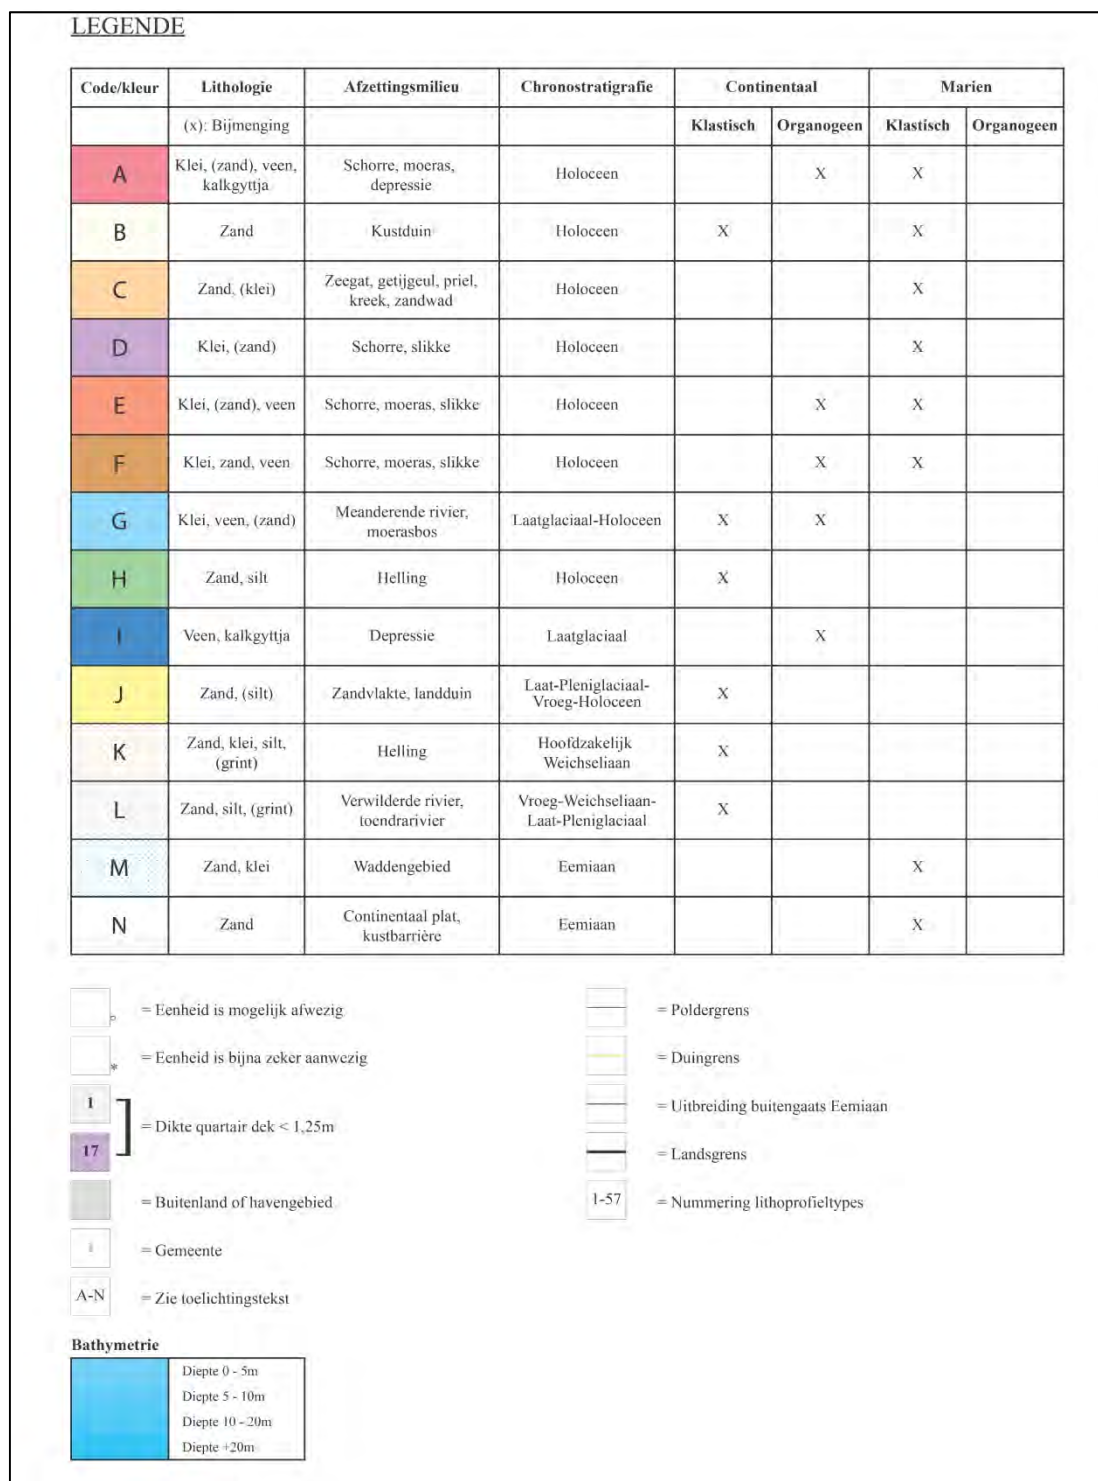 LEGENDE
Code/kleur Lithologie Afzettingsmilieu Chronostratigrafie Continentaal Marien
(x): Bijmenging Klastisch Organogeen Klastisch Organogeen
A Klei, (zand), veen, kalkgyttja Schorre, moeras, depressie Holoceen X X
B Zand Kustduin Holoceen X X
C Zand, (klei) Zeegat, getijgeul, priel, kreek, zandwad Holoceen X
D Klei, (zand) Schorre, slikke Holoceen X
E Klei, (zand), veen Schorre, moeras, slikke Holoceen X X
F Klei, zand, veen Schorre, moeras, slikke Holoceen X X
G Klei, veen, (zand) Meanderende rivier, moerasbos Laatglaciaal-Holoceen X X
H Zand, silt Helling Holoceen X
I Veen, kalkgyttja Depressie Laatglaciaal X
J Zand, (silt) Zandvlakte, landduin Laat-Pleniglaciaal-Vroeg-Holoceen X
K Zand, klei, silt, (grint) Helling Hoofdzakelijk Weichseliaan X
L Zand, silt, (grint) Verwilderde rivier, toendrarivier Vroeg-Weichseliaan-Laat-Pleniglaciaal X
M Zand, klei Waddengebied Eemiaan X
N Zand Continentaal plat, kustbarrière Eemiaan X
= Eenheid is mogelijk afwezig
* = Eenheid is bijna zeker aanwezig
1
17
= Dikte quartair dek < 1,25m
= Buitenland of havengebied
= Gemeente
A-N = Zie toelichtingstekst
= Poldergrens
= Duingrens
= Uitbreiding buitengaats Eemiaan
= Landsgrens
1-57 = Nummering lithoprofieltypes
Bathymetrie
Diepte 0 - 5m
Diepte 5 - 10m
Diepte 10 - 20m
Diepte +20m